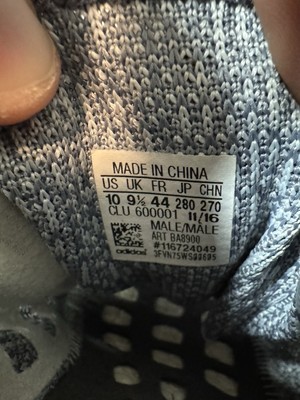 MADE IN CHINA
US UK FR JP CHN
10 9½ 44 280 270
CLU 600001 11/16
MALE/MÂLE
ART BA8900
#116724049
adidas